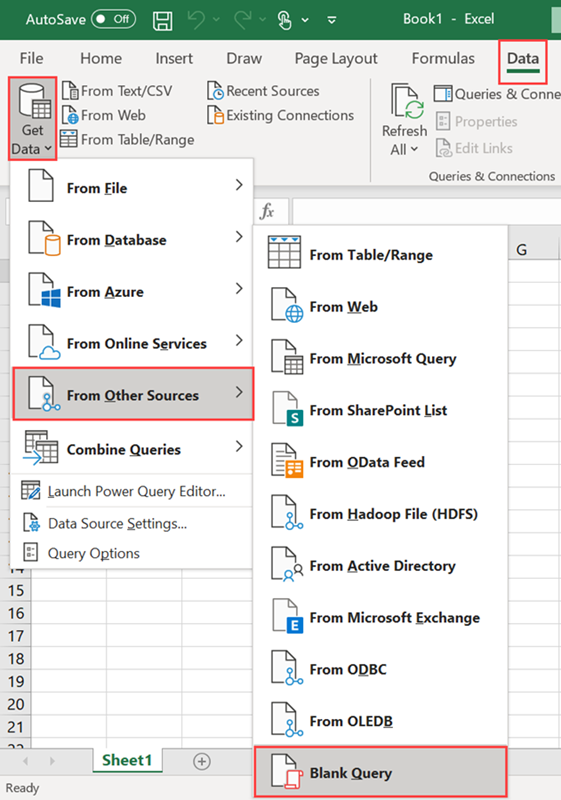 AutoSave Off Book1 - Excel
File Home Insert Draw Page Layout Formulas Data
Get Data
From Text/CSV
From Web
From Table/Range
Recent Sources
Existing Connections
Refresh All
Queries & Conne
Properties
Edit Links
Queries & Connections
From File
From Database
From Azure
From Online Services
From Other Sources
Combine Queries
Launch Power Query Editor...
Data Source Settings...
Query Options
fx
G
From Table/Range
From Web
From Microsoft Query
From SharePoint List
From OData Feed
From Hadoop File (HDFS)
From Active Directory
From Microsoft Exchange
From ODBC
From OLEDB
Blank Query
15
16
17
18
19
20
21
Sheet1
Ready